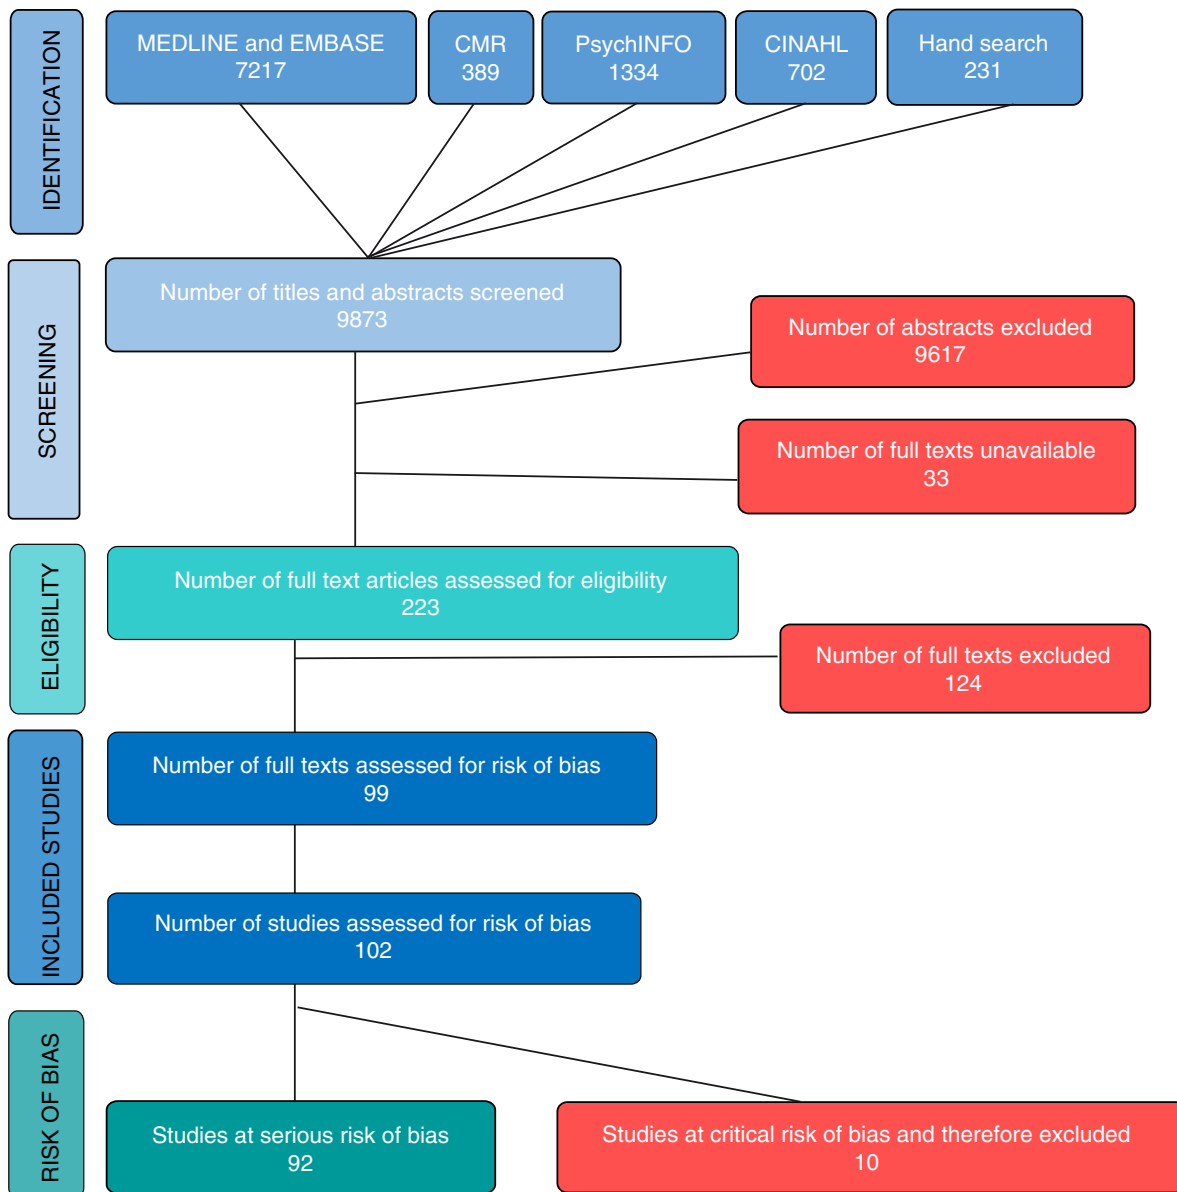 IDENTIFICATION
MEDLINE and EMBASE
7217
CMR
389
PsychINFO
1334
CINAHL
702
Hand search
231
SCREENING
Number of titles and abstracts screened
9873
Number of abstracts excluded
9617
Number of full texts unavailable
33
ELIGIBILITY
Number of full text articles assessed for eligibility
223
Number of full texts excluded
124
INCLUDED STUDIES
Number of full texts assessed for risk of bias
99
Number of studies assessed for risk of bias
102
RISK OF BIAS
Studies at serious risk of bias
92
Studies at critical risk of bias and therefore excluded
10